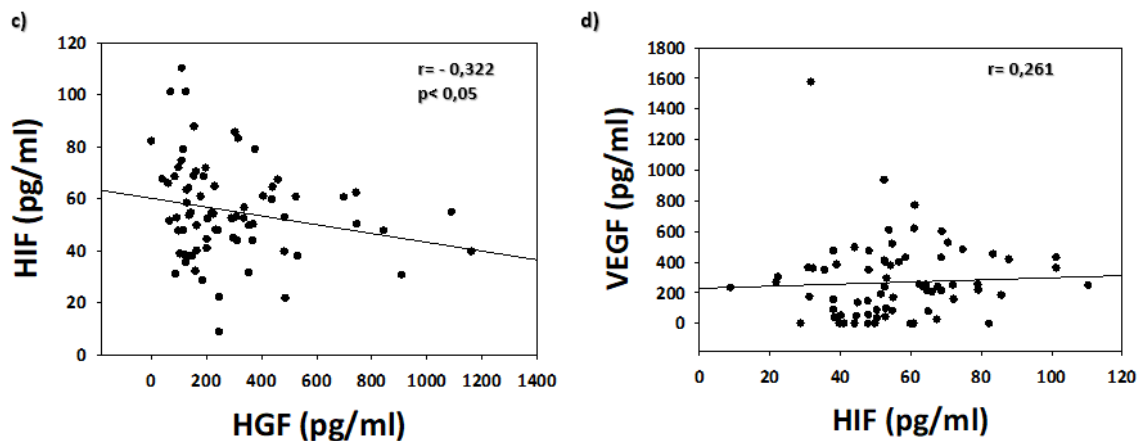 c)
r= - 0,322
p< 0,05
HIF (pg/ml)
120
100
80
60
40
20
0
0 200 400 600 800 1000 1200 1400
HGF (pg/ml)
d)
r= 0,261
VEGF (pg/ml)
1800
1600
1400
1200
1000
800
600
400
200
0
0 20 40 60 80 100 120
HIF (pg/ml)